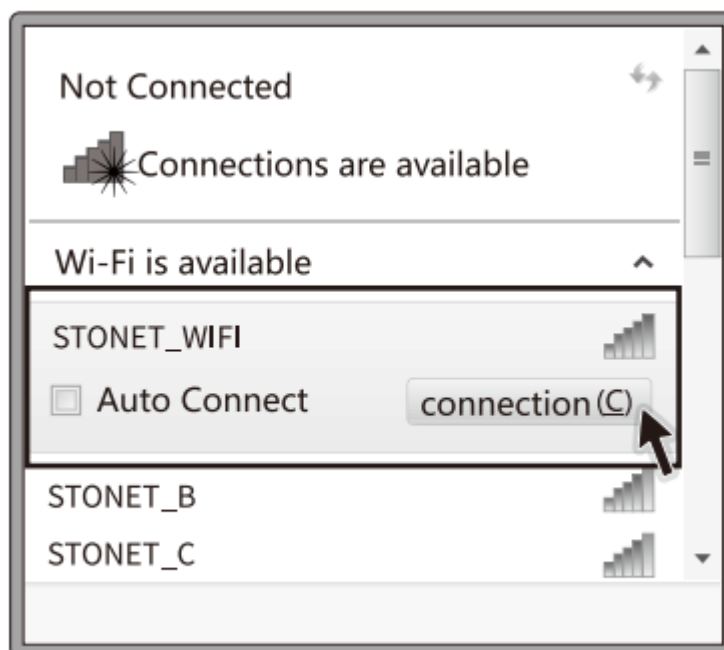 Not Connected
Connections are available
Wi-Fi is available
STONET_WIFI
Auto Connect
connection (C)
STONET_B
STONET_C